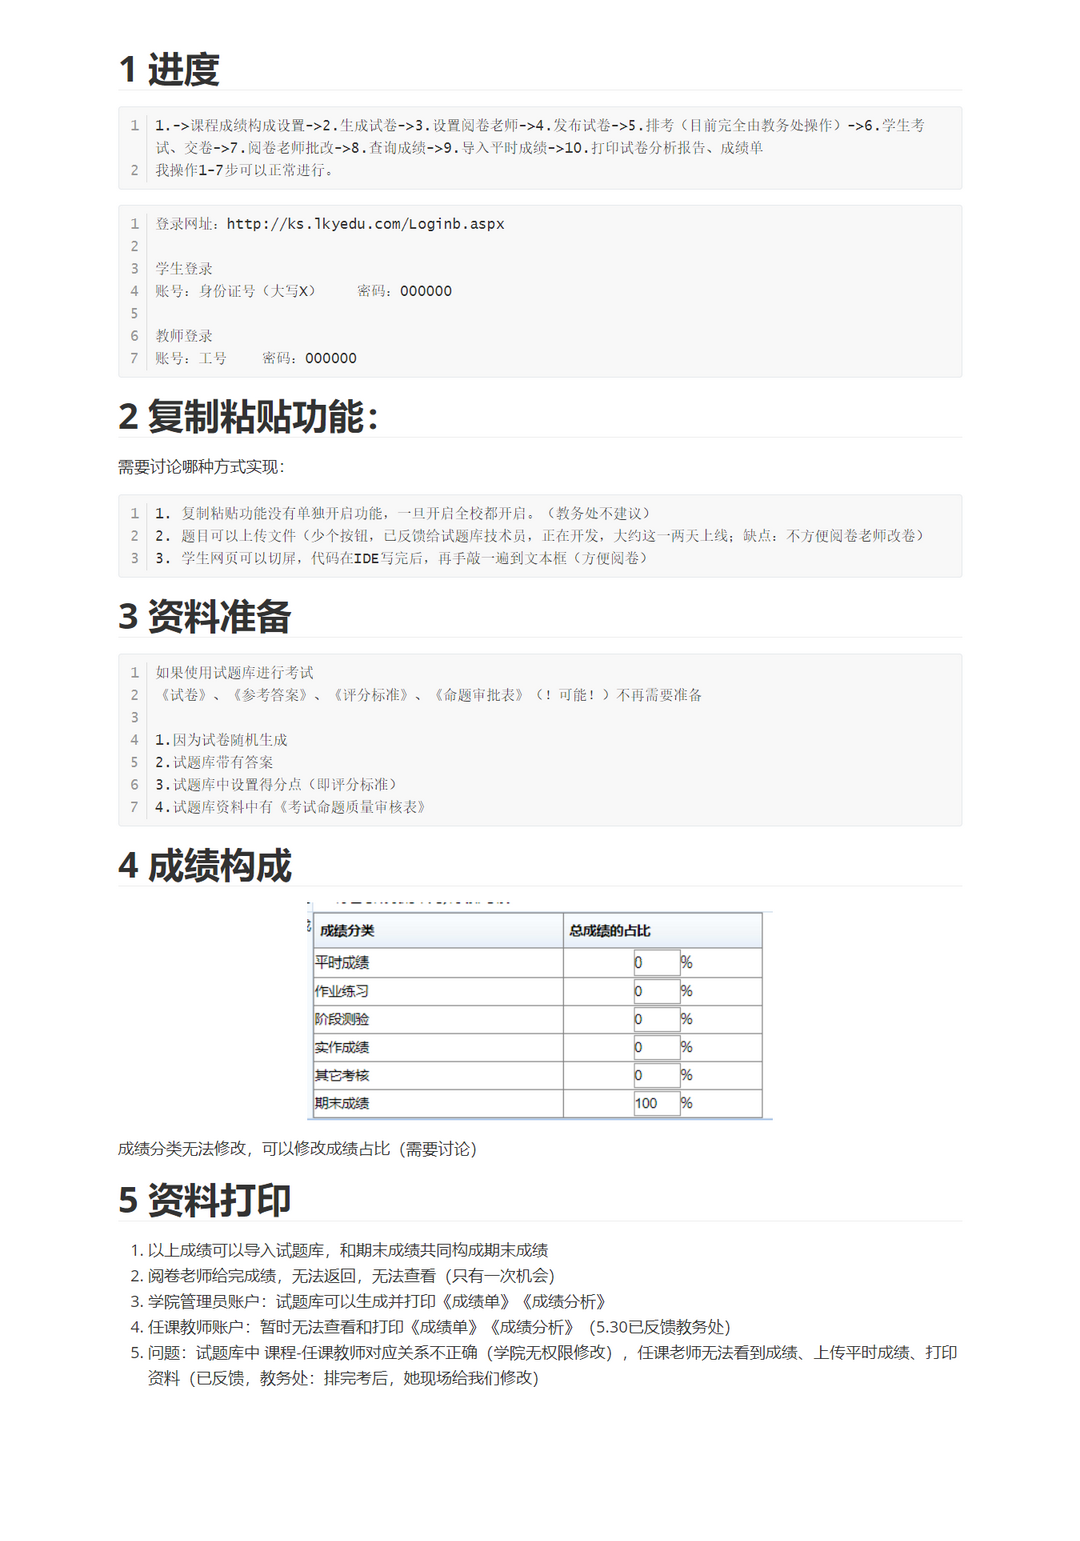 1 进度
1 1.->课程成绩构成设置->2.生成试卷->3.设置阅卷老师->4.发布试卷->5.排考（目前完全由教务处操作）->6.学生考
试、交卷->7.阅卷老师批改->8.查询成绩->9.导入平时成绩->10.打印试卷分析报告、成绩单
2 我操作1-7步可以正常进行。
1 登录网址：http://ks.lkyedu.com/Loginb.aspx
2
3 学生登录
4 账号：身份证号（大写X） 密码：000000
5
6 教师登录
7 账号：工号 密码：000000
2 复制粘贴功能：
需要讨论哪种方式实现：
1 1. 复制粘贴功能没有单独开启功能，一旦开启全校都开启。（教务处不建议）
2 2. 题目可以上传文件（少个按钮，已反馈给试题库技术员，正在开发，大约这一两天上线；缺点：不方便阅卷老师改卷）
3 3. 学生网页可以切屏，代码在IDE写完后，再手敲一遍到文本框（方便阅卷）
3 资料准备
1 如果使用试题库进行考试
2 《试卷》、《参考答案》、《评分标准》、《命题审批表》（！可能！）不再需要准备
3
4 1.因为试卷随机生成
5 2.试题库带有答案
6 3.试题库中设置得分点（即评分标准）
7 4.试题库资料中有《考试命题质量审核表》
4 成绩构成
成绩分类 总成绩的占比
平时成绩 0 %
作业练习 0 %
阶段测验 0 %
实作成绩 0 %
其它考核 0 %
期末成绩 100 %
成绩分类无法修改，可以修改成绩占比（需要讨论）
5 资料打印
1. 以上成绩可以导入试题库，和期末成绩共同构成期末成绩
2. 阅卷老师给完成绩，无法返回，无法查看（只有一次机会）
3. 学院管理员账户：试题库可以生成并打印《成绩单》《成绩分析》
4. 任课教师账户：暂时无法查看和打印《成绩单》《成绩分析》（5.30已反馈教务处）
5. 问题：试题库中 课程-任课教师对应关系不正确（学院无权限修改），任课老师无法看到成绩、上传平时成绩、打印
资料（已反馈，教务处：排完考后，她现场给我们修改）